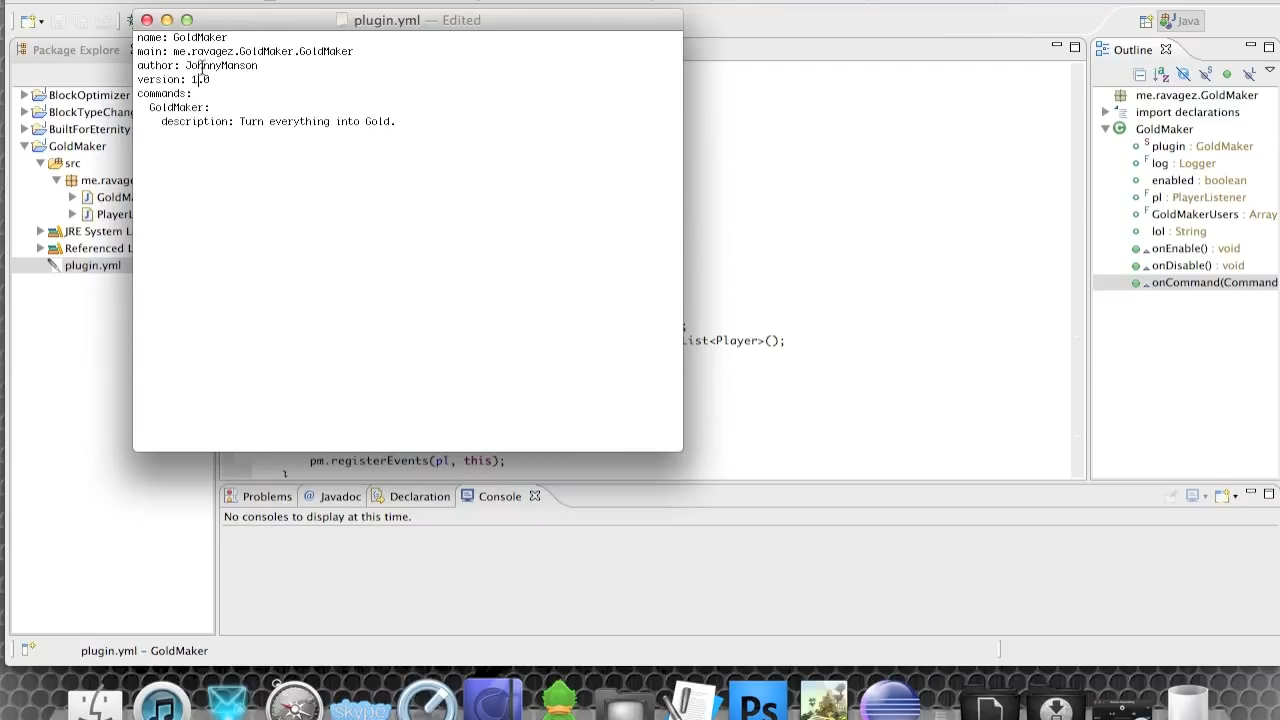 plugin.yml — Edited
name: GoldMaker
main: me.ravagez.GoldMaker.GoldMaker
author: JohnnyManson
version: 1.0
commands:
GoldMaker:
description: Turn everything into Gold.
Java
Package Explore
BlockOptimizer
BlockTypeChang
BuiltForEternity
GoldMaker
src
me.ravage
GoldM
PlayerL
JRE System L
Referenced L
plugin.yml
Outline
me.ravagez.GoldMaker
import declarations
GoldMaker
plugin : GoldMaker
log : Logger
enabled : boolean
pl : PlayerListener
GoldMakerUsers : Array
lol : String
onEnable() : void
onDisable() : void
onCommand(Command
;
List<Player>();
pm.registerEvents(pl, this);
}
Problems
@ Javadoc
Declaration
Console
No consoles to display at this time.
plugin.yml – GoldMaker
skype
Ps